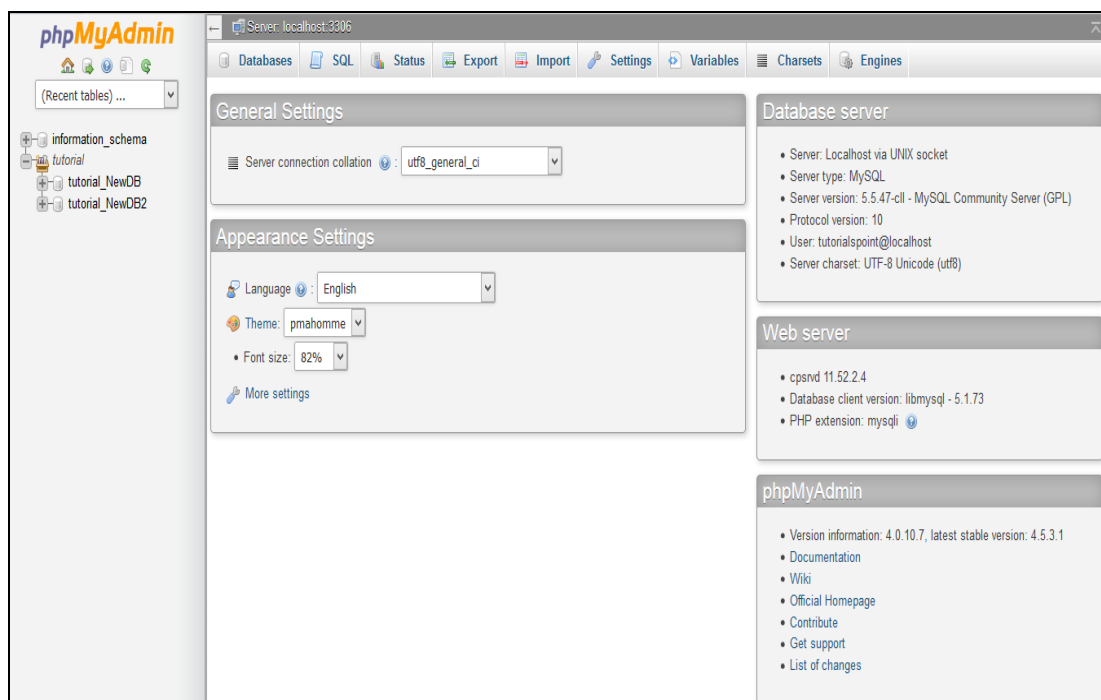 phpMyAdmin
(Recent tables) ...
information_schema
tutorial
tutorial_NewDB
tutorial_NewDB2
Server: localhost:3306
Databases SQL Status Export Import Settings Variables Charsets Engines
General Settings
Server connection collation : utf8_general_ci
Appearance Settings
Language : English
Theme: pmahomme
• Font size: 82%
More settings
Database server
• Server: Localhost via UNIX socket
• Server type: MySQL
• Server version: 5.5.47-cll - MySQL Community Server (GPL)
• Protocol version: 10
• User: tutorialspoint@localhost
• Server charset: UTF-8 Unicode (utf8)
Web server
• cpsrvd 11.52.2.4
• Database client version: libmysql - 5.1.73
• PHP extension: mysqli
phpMyAdmin
• Version information: 4.0.10.7, latest stable version: 4.5.3.1
• Documentation
• Wiki
• Official Homepage
• Contribute
• Get support
• List of changes